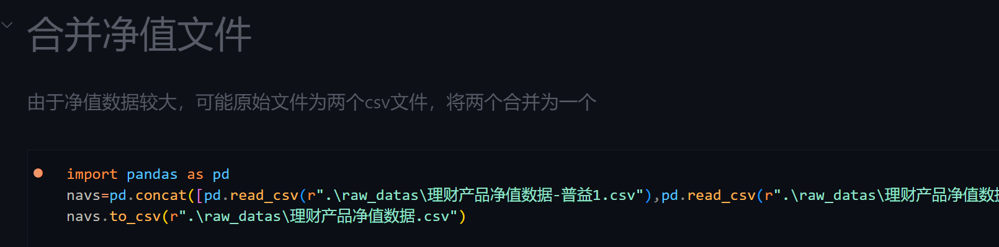 合并净值文件
由于净值数据较大，可能原始文件为两个csv文件，将两个合并为一个
import pandas as pd
navs=pd.concat([pd.read_csv(r".\raw_datas\理财产品净值数据-普益1.csv"),pd.read_csv(r".\raw_datas\理财产品净值数据
navs.to_csv(r".\raw_datas\理财产品净值数据.csv")